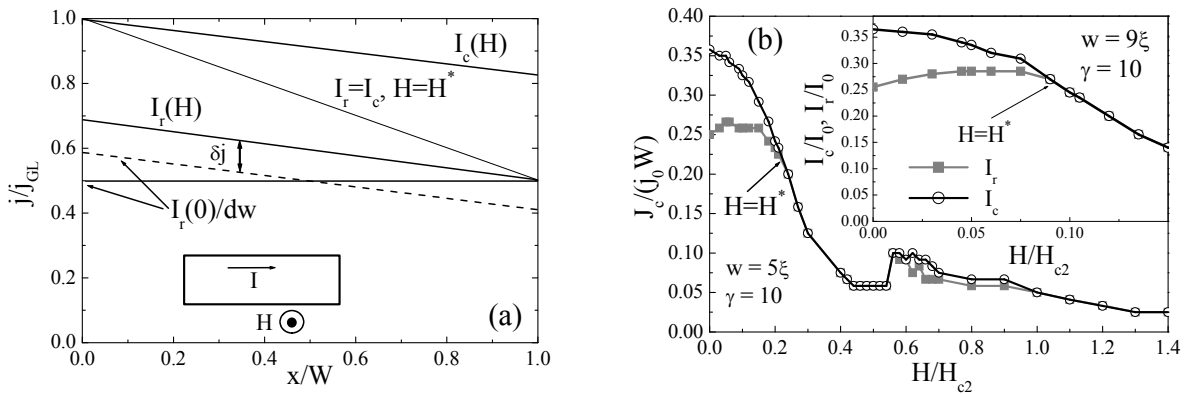 1.0
0.8
0.6
0.4
0.2
0.0
j/j_GL
I_c(H)
I_r=I_c, H=H*
I_r(H)
δj
I_r(0)/dw
I
H
(a)
0.0 0.2 0.4 0.6 0.8 1.0
x/W
(b)
0.40
0.35
0.30
0.25
0.20
0.15
0.10
0.05
0.00
J_c/(j_0W)
H=H*
w = 5ξ
γ = 10
0.0 0.2 0.4 0.6 0.8 1.0 1.2 1.4
H/H_c2
0.35
0.30
0.25
0.20
0.15
0.10
0.05
0.00
I_c/I_0, I_r/I_0
w = 9ξ
γ = 10
H=H*
I_r
I_c
0.00 0.05 0.10
H/H_c2